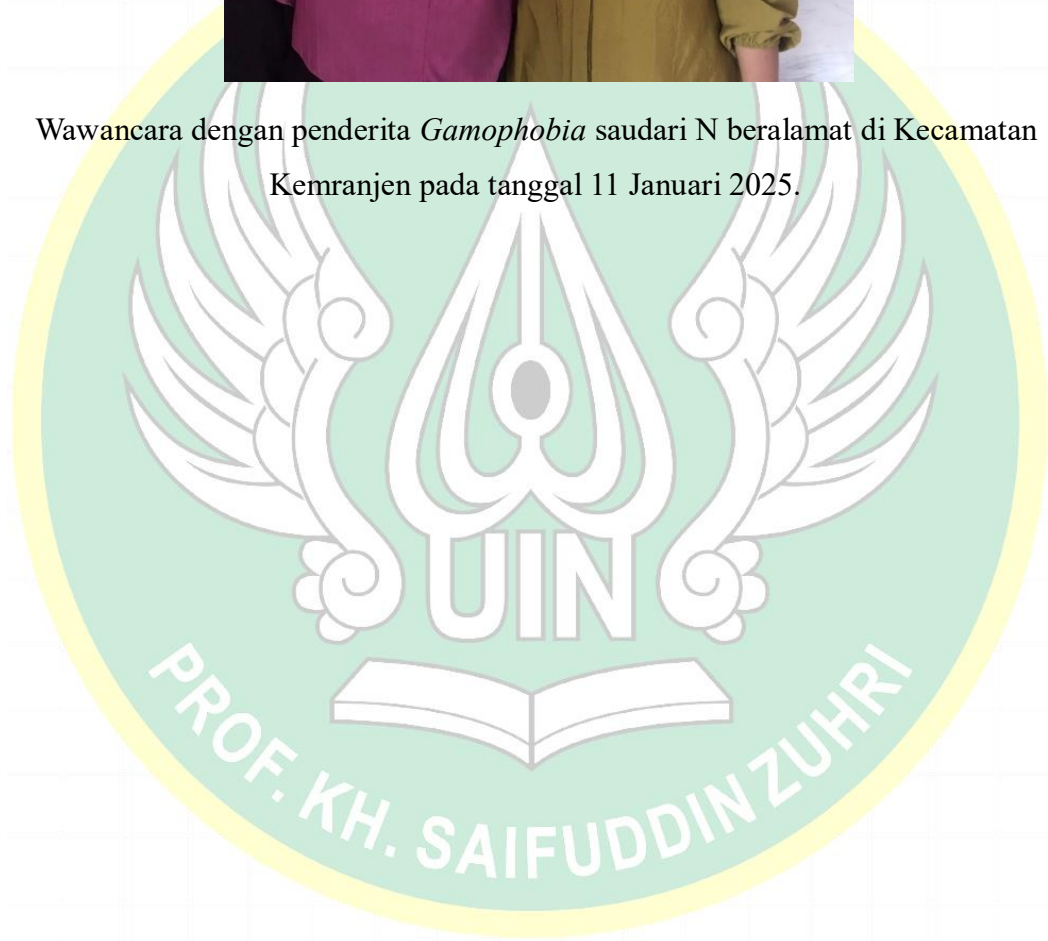 Wawancara dengan penderita Gamophobia saudari N beralamat di Kecamatan
Kemranjen pada tanggal 11 Januari 2025.
UIN
PROF. KH. SAIFUDDIN ZUHRI